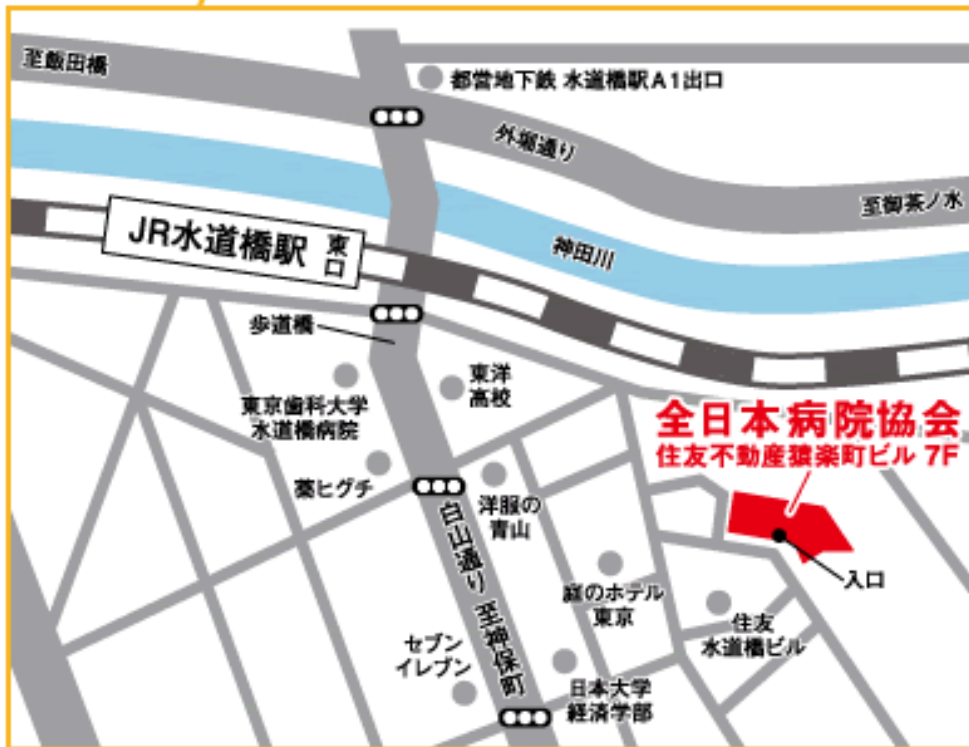 至飯田橋
都営地下鉄 水道橋駅A1出口
外堀通り
至御茶ノ水
JR水道橋駅
東口
神田川
歩道橋
東京歯科大学
水道橋病院
東洋
高校
全日本病院協会
住友不動産猿楽町ビル 7F
薬ヒグチ
洋服の
青山
白山通り 至神保町
入口
庭のホテル
東京
住友
水道橋ビル
セブン
イレブン
日本大学
経済学部